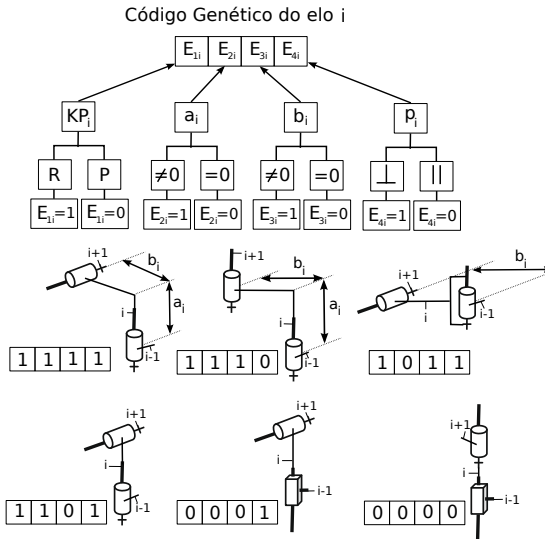 Código Genético do elo i
E1i E2i E3i E4i
KPi ai bi pi
R P ≠0 =0 ≠0 =0 ⊥ ||
E1i=1 E1i=0 E2i=1 E2i=0 E3i=1 E3i=0 E4i=1 E4i=0
i+1 bi ai i i-1
1 1 1 1
i+1 bi ai i i-1
1 1 1 0
i+1 bi i i-1
1 0 1 1
i+1 i i-1
1 1 0 1
i+1 i i-1
0 0 0 1
i+1 i i-1
0 0 0 0